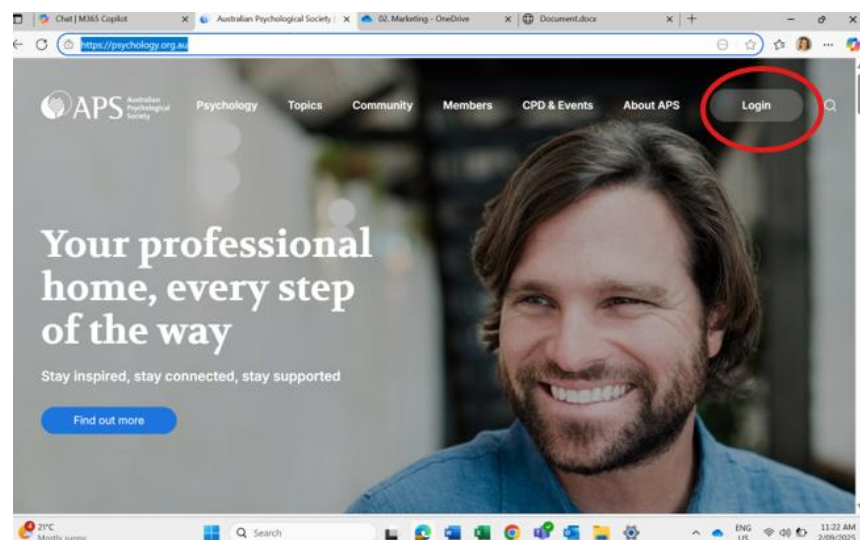 Chat | M365 Copilot
Australian Psychological Society |
02. Marketing - OneDrive
Document.docx
https://psychology.org.au
APS Australian Psychological Society
Psychology
Topics
Community
Members
CPD & Events
About APS
Login
Your professional
home, every step
of the way
Stay inspired, stay connected, stay supported
Find out more
4
21°C
Mostly sunny
Search
ENG
US
11:22 AM
2/09/2025